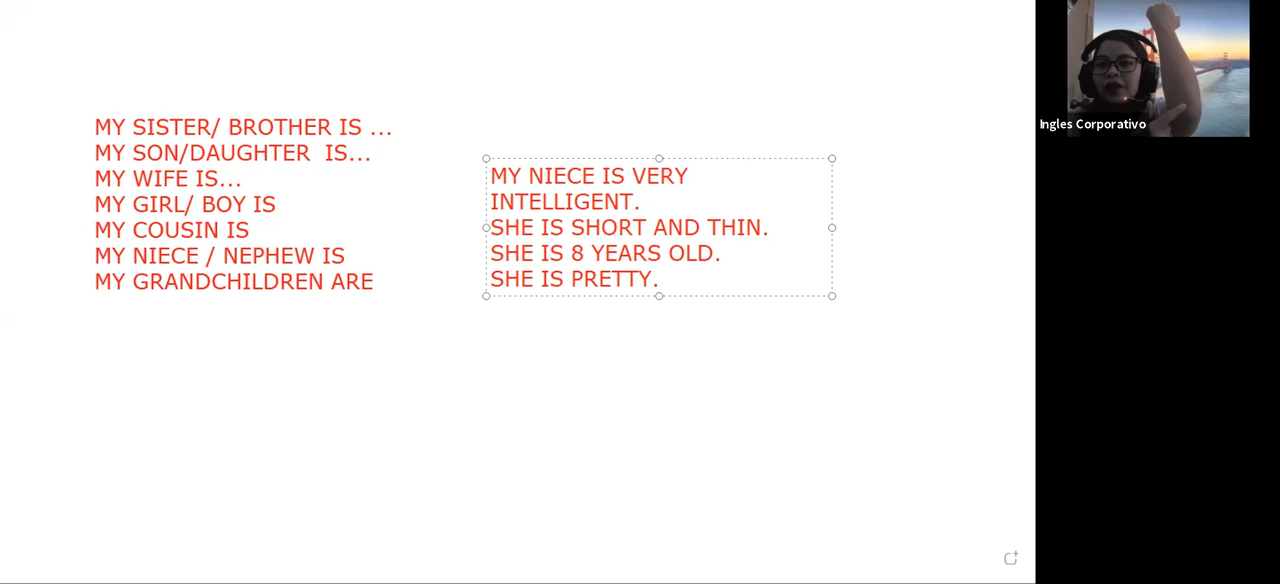 MY SISTER/ BROTHER IS ...
MY SON/DAUGHTER  IS...
MY WIFE IS...
MY GIRL/ BOY IS
MY COUSIN IS
MY NIECE / NEPHEW IS
MY GRANDCHILDREN ARE
MY NIECE IS VERY
INTELLIGENT.
SHE IS SHORT AND THIN.
SHE IS 8 YEARS OLD.
SHE IS PRETTY.
Ingles Corporativo